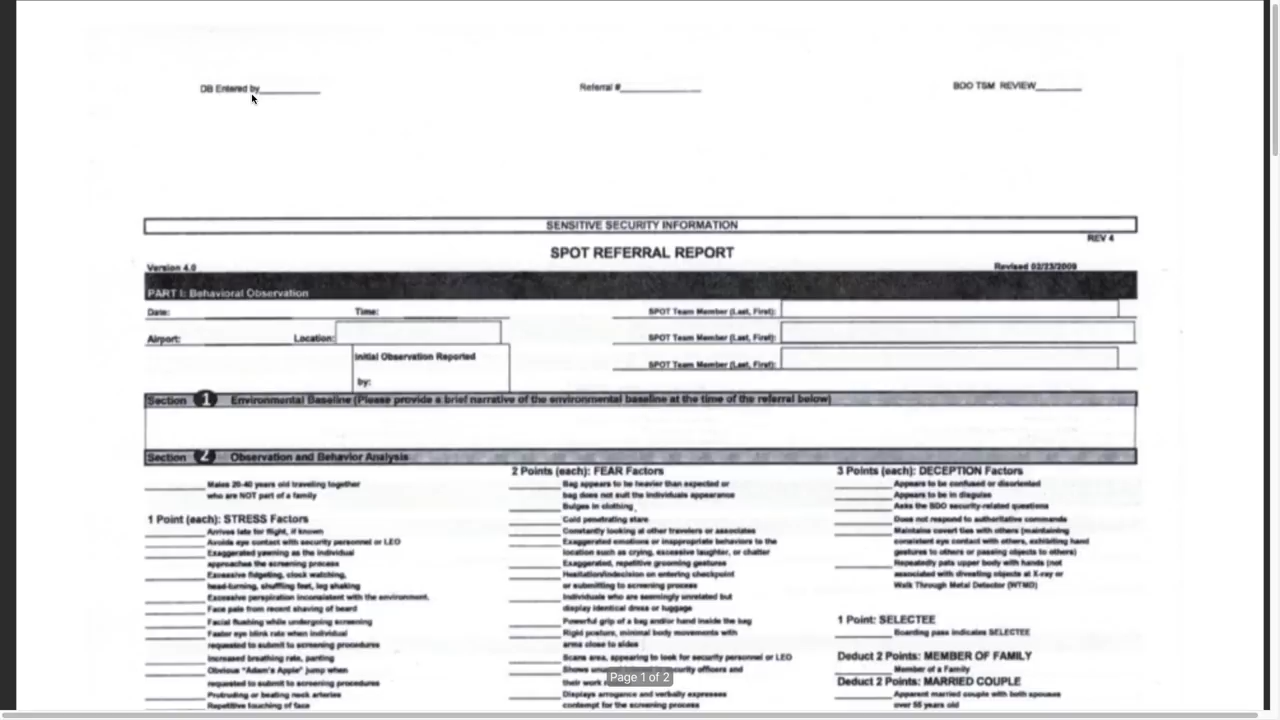 DB Entered by__________
Referral #_____________
BDO TSM REVIEW________
SENSITIVE SECURITY INFORMATION
REV 4
SPOT REFERRAL REPORT
Version 4.0
Revised 02/23/2009
PART I: Behavioral Observation
Date:
Time:
SPOT Team Member (Last, First):
Airport:
Location:
SPOT Team Member (Last, First):
Initial Observation Reported
by:
SPOT Team Member (Last, First):
Section 1 Environmental Baseline (Please provide a brief narrative of the environmental baseline at the time of the referral below)
Section 2 Observation and Behavior Analysis
Males 20-40 years old traveling together
who are NOT part of a family
1 Point (each): STRESS Factors
Arrives late for flight, if known
Avoids eye contact with security personnel or LEO
Exaggerated yawning as the individual
approaches the screening process
Excessive fidgeting, clock watching,
head-turning, shuffling feet, leg shaking
Excessive perspiration inconsistent with the environment.
Face pale from recent shaving of beard
Facial flushing while undergoing screening
Faster eye blink rate when individual
requested to submit to screening procedures
Increased breathing rate, panting
Obvious "Adam's Apple" jump when
requested to submit to screening procedures
Protruding or beating neck arteries
Repetitive touching of face
2 Points (each): FEAR Factors
Bag appears to be heavier than expected or
bag does not suit the individuals appearance
Bulges in clothing
Cold penetrating stare
Constantly looking at other travelers or associates
Exaggerated emotions or inappropriate behaviors to the
location such as crying, excessive laughter, or chatter
Exaggerated, repetitive grooming gestures
Hesitation/indecision on entering checkpoint
or submitting to screening process
Individuals who are seemingly unrelated but
display identical dress or luggage
Powerful grip of a bag and/or hand inside the bag
Rigid posture, minimal body movements with
arms close to sides
Scans area, appearing to look for security personnel or LEO
Shows security officers and
their work
Displays arrogance and verbally expresses
contempt for the screening process
3 Points (each): DECEPTION Factors
Appears to be confused or disoriented
Appears to be in disguise
Asks the BDO security-related questions
Does not respond to authoritative commands
Maintains covert ties with others (maintaining
consistent eye contact with others, exhibiting hand
gestures to others or passing objects to others)
Repeatedly pats upper body with hands (not
associated with divesting objects at X-ray or
Walk Through Metal Detector (WTMD)
1 Point: SELECTEE
Boarding pass indicates SELECTEE
Deduct 2 Points: MEMBER OF FAMILY
Member of a Family
Deduct 2 Points: MARRIED COUPLE
Apparent married couple with both spouses
over 55 years old
Page 1 of 2